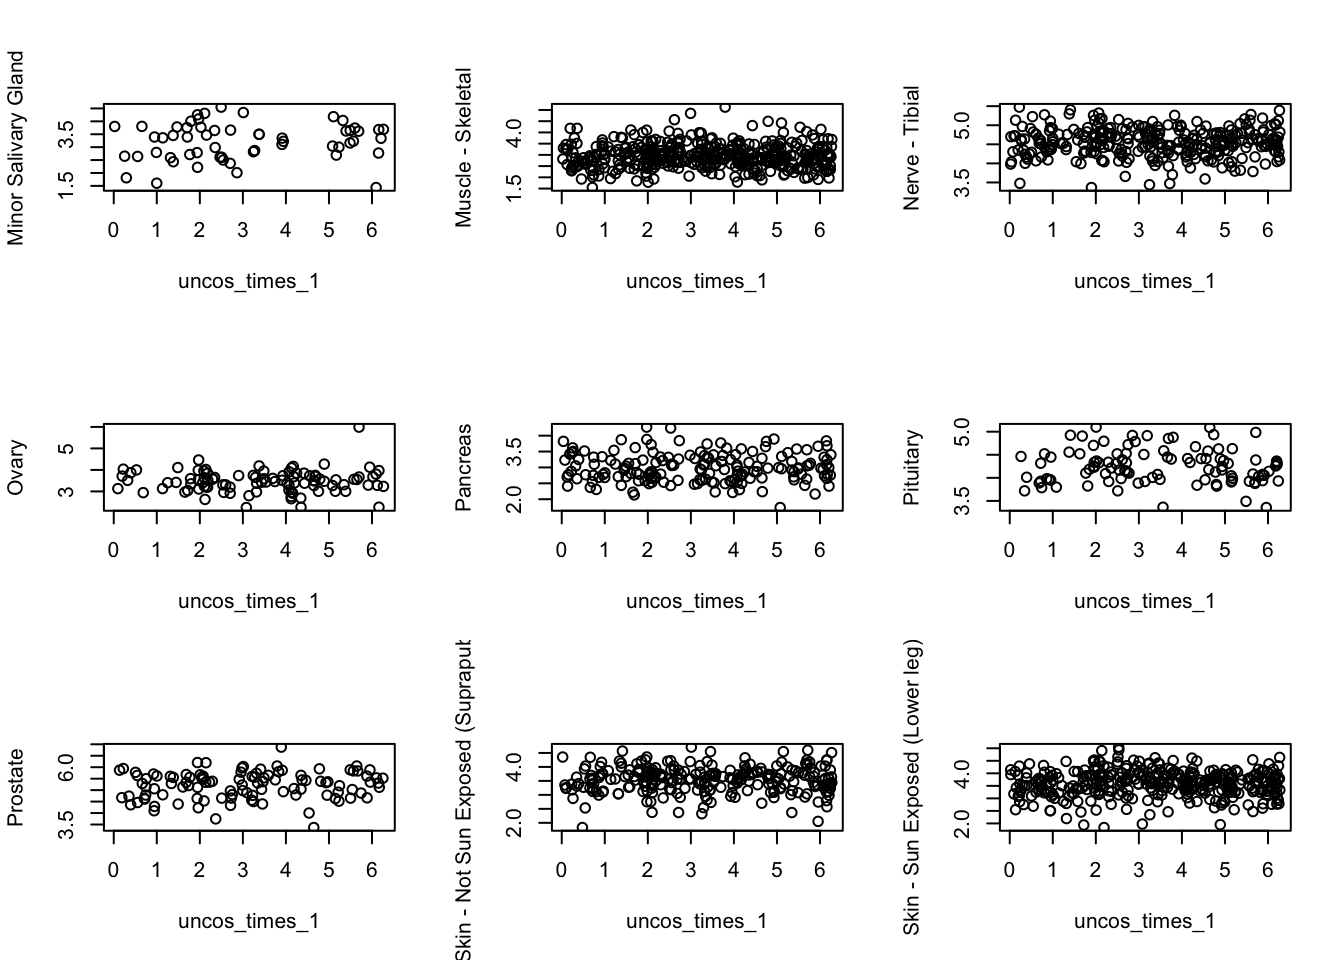 Minor Salivary Gland
1.5 3.5
0 1 2 3 4 5 6
uncos_times_1
Muscle - Skeletal
1.5 4.0
0 1 2 3 4 5 6
uncos_times_1
Nerve - Tibial
3.5 5.0
0 1 2 3 4 5 6
uncos_times_1
Ovary
3 5
0 1 2 3 4 5 6
uncos_times_1
Pancreas
2.0 3.5
0 1 2 3 4 5 6
uncos_times_1
Pituitary
3.5 5.0
0 1 2 3 4 5 6
uncos_times_1
Prostate
3.5 6.0
0 1 2 3 4 5 6
uncos_times_1
Skin - Not Sun Exposed (Suprapub
2.0 4.0
0 1 2 3 4 5 6
uncos_times_1
Skin - Sun Exposed (Lower leg)
2.0 4.0
0 1 2 3 4 5 6
uncos_times_1